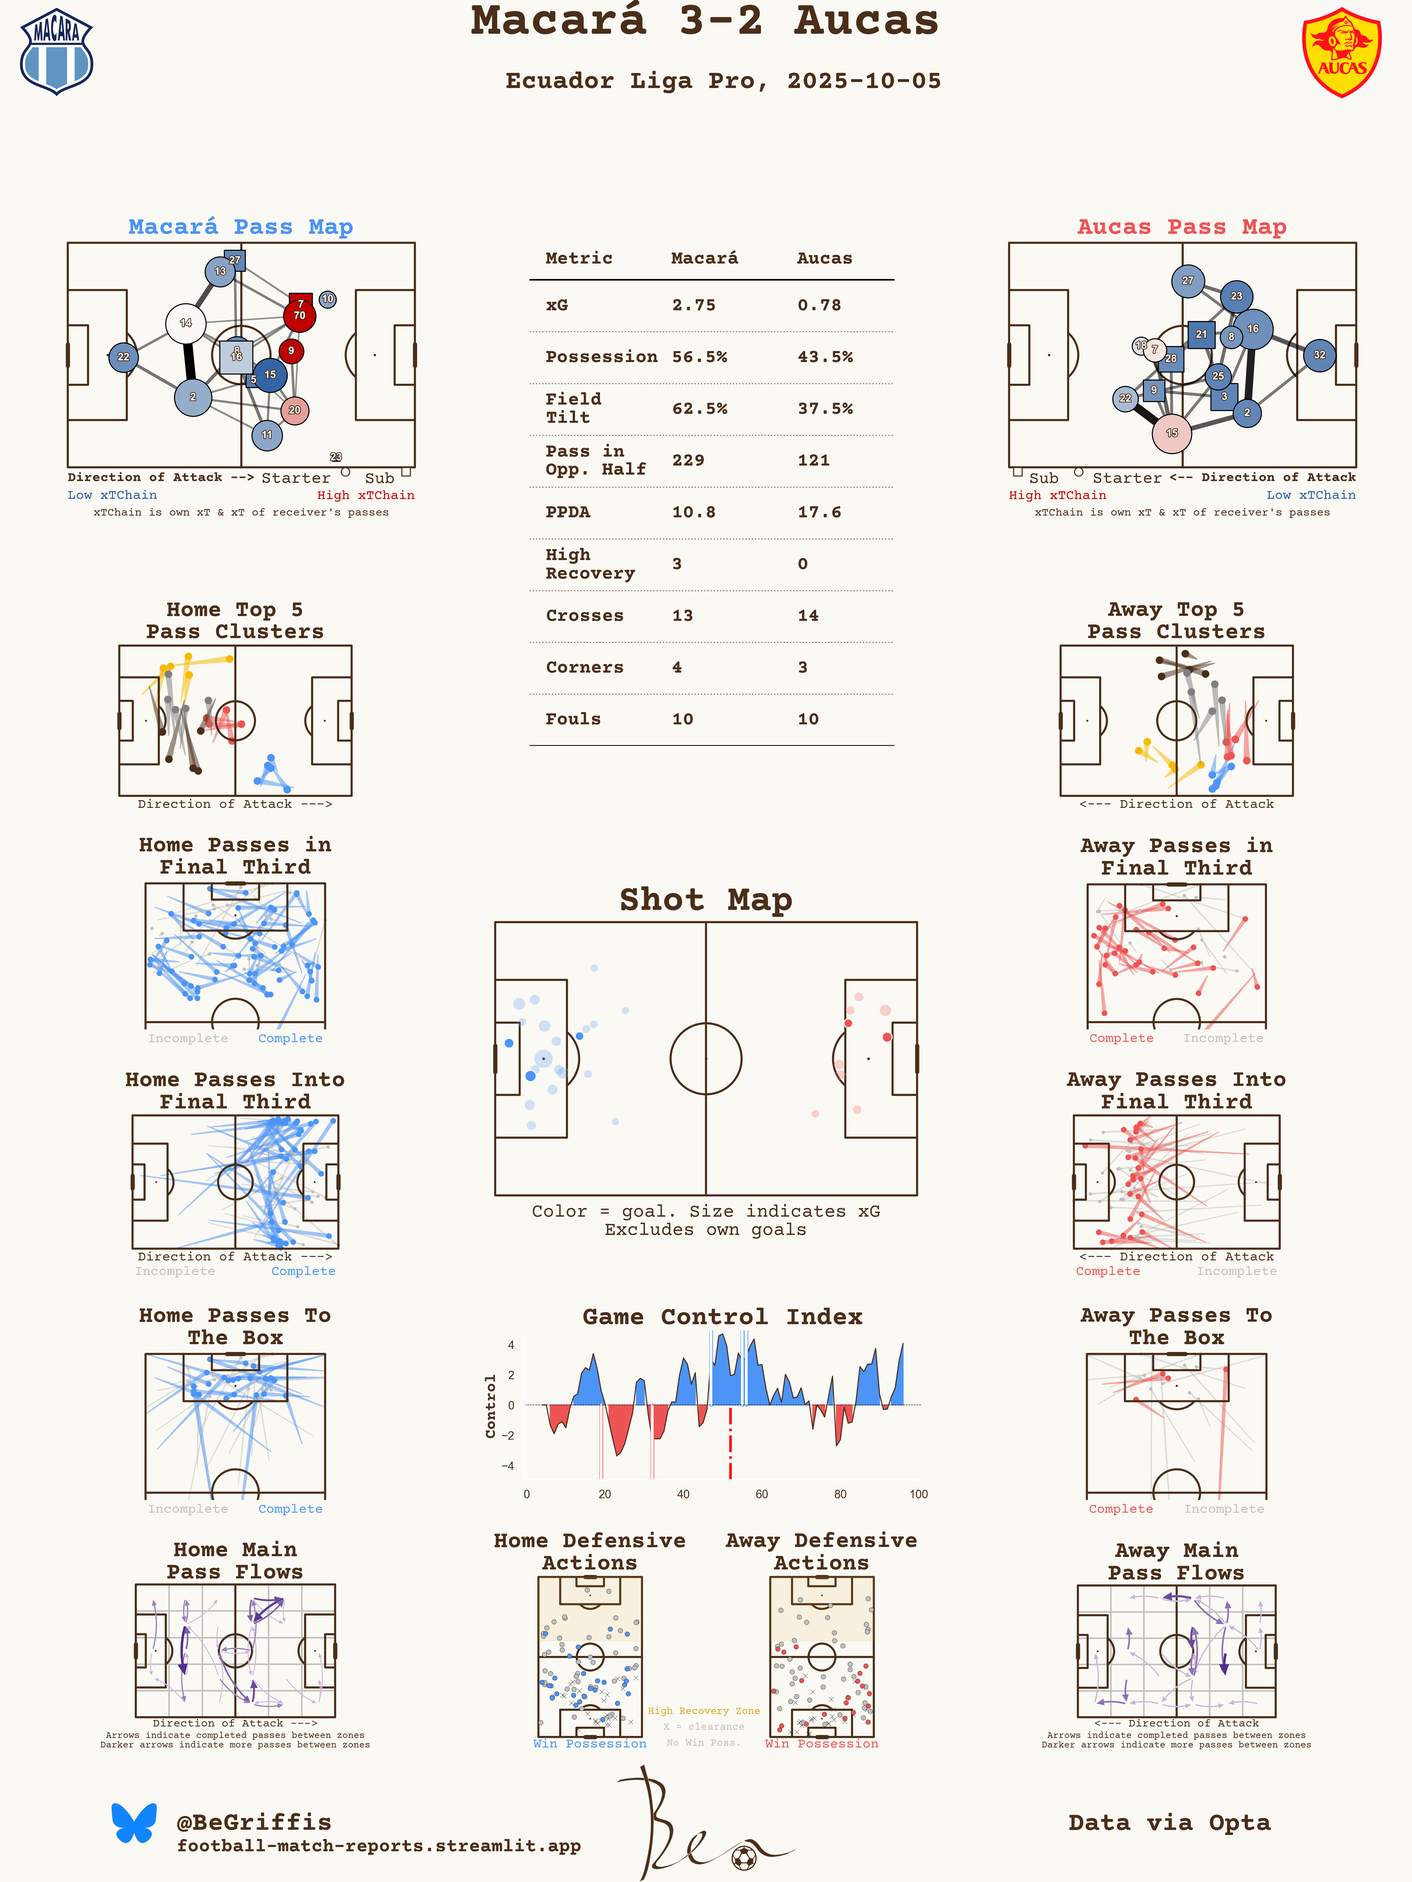 Macará 3-2 Aucas
Ecuador Liga Pro, 2025-10-05
MACARA
AUCAS
Macará Pass Map
27
13
7
10
70
14
8
16
9
22
5
15
2
20
11
23
Direction of Attack --> Starter Sub
Low xTChain High xTChain
xTChain is own xT & xT of receiver's passes
Metric Macará Aucas
xG 2.75 0.78
Possession 56.5% 43.5%
Field
Tilt 62.5% 37.5%
Pass in
Opp. Half 229 121
PPDA 10.8 17.6
High
Recovery 3 0
Crosses 13 14
Corners 4 3
Fouls 10 10
Aucas Pass Map
27
23
16
21
8
18
7
28
32
25
9
3
22
2
15
Sub Starter <-- Direction of Attack
High xTChain Low xTChain
xTChain is own xT & xT of receiver's passes
Home Top 5
Pass Clusters
Direction of Attack --->
Away Top 5
Pass Clusters
<--- Direction of Attack
Home Passes in
Final Third
Incomplete Complete
Away Passes in
Final Third
Complete Incomplete
Shot Map
Color = goal. Size indicates xG
Excludes own goals
Home Passes Into
Final Third
Direction of Attack --->
Incomplete Complete
Away Passes Into
Final Third
<--- Direction of Attack
Complete Incomplete
Home Passes To
The Box
Incomplete Complete
Game Control Index
Control
4
2
0
−2
−4
0 20 40 60 80 100
Away Passes To
The Box
Complete Incomplete
Home Main
Pass Flows
Direction of Attack --->
Arrows indicate completed passes between zones
Darker arrows indicate more passes between zones
Home Defensive
Actions
Win Possession
High Recovery Zone
X = clearance
No Win Poss.
Away Defensive
Actions
Win Possession
Away Main
Pass Flows
<--- Direction of Attack
Arrows indicate completed passes between zones
Darker arrows indicate more passes between zones
@BeGriffis
football-match-reports.streamlit.app
Ben
Data via Opta